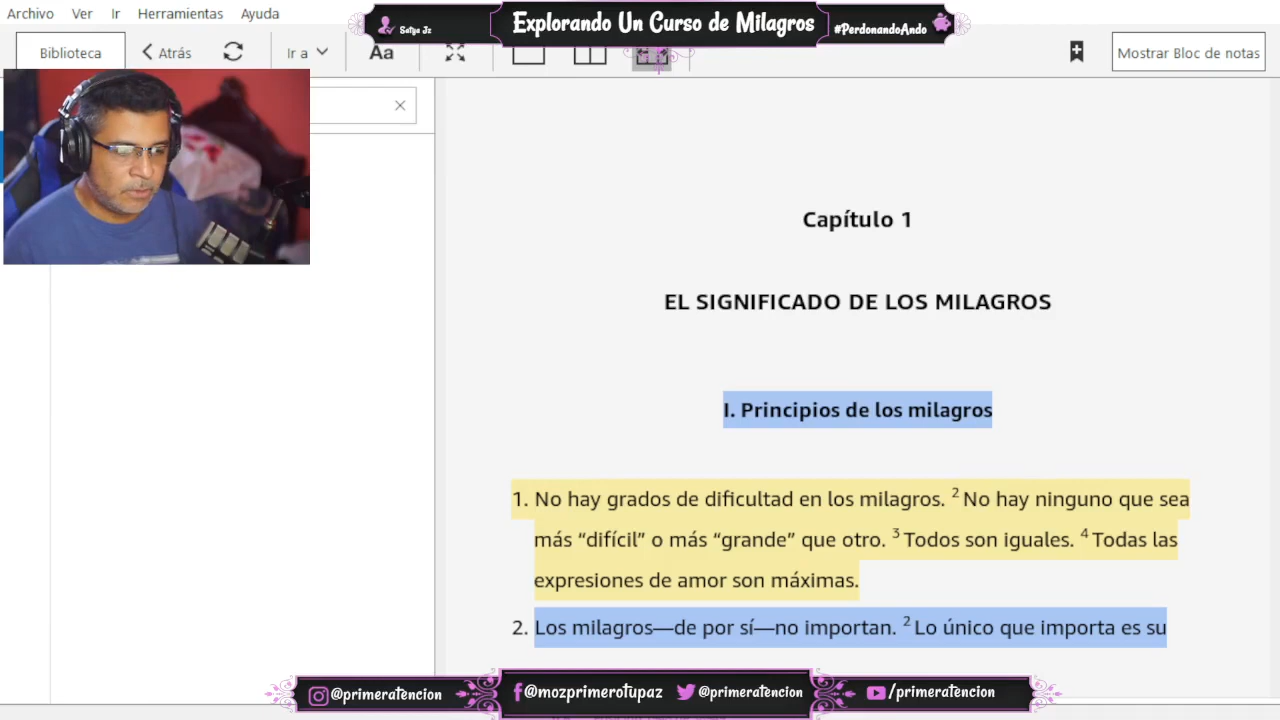 Archivo Ver Ir Herramientas Ayuda
Satya Jz
Explorando Un Curso de Milagros
#PerdonandoAndo
Biblioteca
Atrás
Ir a
Aa
Mostrar Bloc de notas
Capítulo 1
EL SIGNIFICADO DE LOS MILAGROS
I. Principios de los milagros
1. No hay grados de dificultad en los milagros. 2 No hay ninguno que sea
más “difícil” o más “grande” que otro. 3 Todos son iguales. 4 Todas las
expresiones de amor son máximas.
2. Los milagros—de por sí—no importan. 2 Lo único que importa es su
@primeratencion
@mozprimerotupaz
@primeratencion
/primeratencion